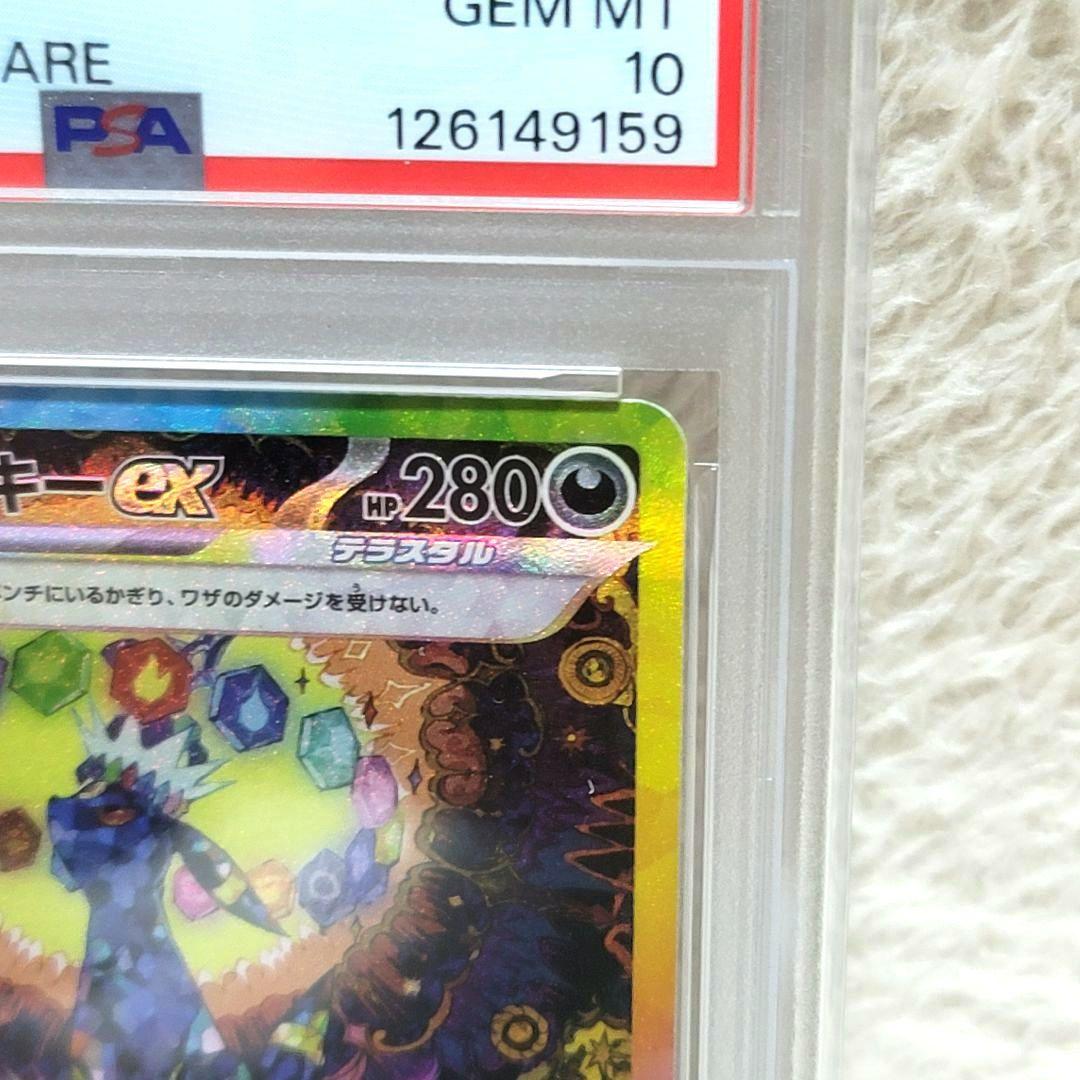 GEM MT
ARE
10
PSA
126149159
キーex HP280
テラスタル
ンチにいるかぎり、ワザのダメージを受けない。